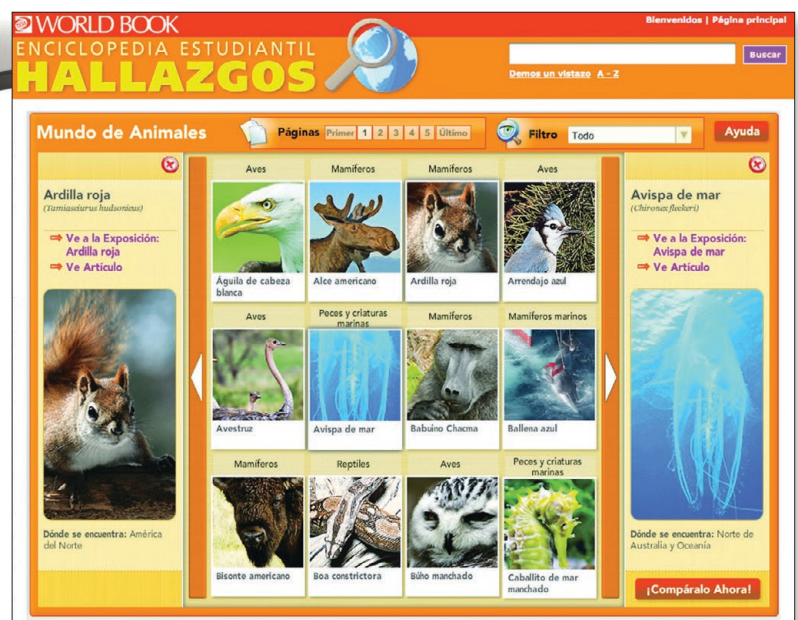 WORLD BOOK
Bienvenidos | Página principal
ENCICLOPEDIA ESTUDIANTIL
HALLAZGOS
Buscar
Demos un vistazo A - Z
Mundo de Animales
Páginas Primer 1 2 3 4 5 Último
Filtro Todo
Ayuda
Ardilla roja
(Tamiasciurus hudsonicus)
Ve a la Exposición:
Ardilla roja
Ve Artículo
Dónde se encuentra: América
del Norte
Aves
Mamíferos
Mamíferos
Aves
Águila de cabeza
blanca
Alce americano
Ardilla roja
Arrendajo azul
Aves
Peces y criaturas
marinas
Mamíferos
Mamíferos marinos
Avestruz
Avispa de mar
Babuino Chacma
Ballena azul
Mamíferos
Reptiles
Aves
Peces y criaturas
marinas
Bisonte americano
Boa constrictora
Búho manchado
Caballito de mar
manchado
Avispa de mar
(Chironex fleckeri)
Ve a la Exposición:
Avispa de mar
Ve Artículo
Dónde se encuentra: Norte de
Australia y Oceanía
¡Compáralo Ahora!